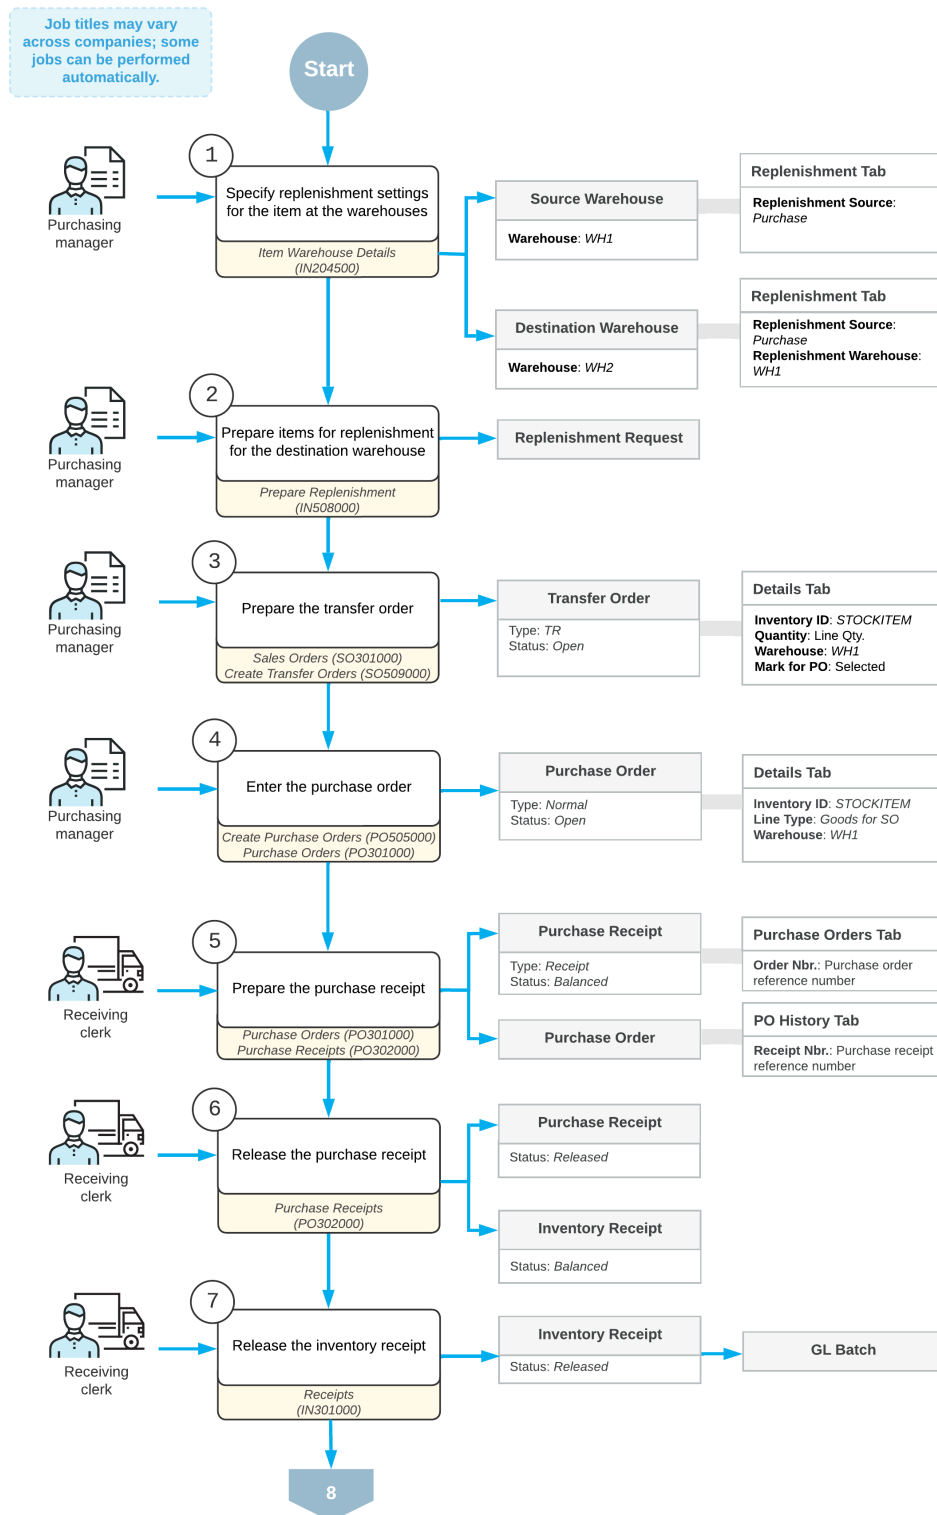 Job titles may vary
across companies; some
jobs can be performed
automatically.
Start
1
Purchasing
manager
Specify replenishment settings
for the item at the warehouses
Item Warehouse Details
(IN204500)
Source Warehouse
Warehouse: WH1
Replenishment Tab
Replenishment Source:
Purchase
Destination Warehouse
Warehouse: WH2
Replenishment Tab
Replenishment Source:
Purchase
Replenishment Warehouse:
WH1
2
Purchasing
manager
Prepare items for replenishment
for the destination warehouse
Prepare Replenishment
(IN508000)
Replenishment Request
3
Purchasing
manager
Prepare the transfer order
Sales Orders (SO301000)
Create Transfer Orders (SO509000)
Transfer Order
Type: TR
Status: Open
Details Tab
Inventory ID: STOCKITEM
Quantity: Line Qty.
Warehouse: WH1
Mark for PO: Selected
4
Purchasing
manager
Enter the purchase order
Create Purchase Orders (PO505000)
Purchase Orders (PO301000)
Purchase Order
Type: Normal
Status: Open
Details Tab
Inventory ID: STOCKITEM
Line Type: Goods for SO
Warehouse: WH1
5
Receiving
clerk
Prepare the purchase receipt
Purchase Orders (PO301000)
Purchase Receipts (PO302000)
Purchase Receipt
Type: Receipt
Status: Balanced
Purchase Orders Tab
Order Nbr.: Purchase order
reference number
Purchase Order
PO History Tab
Receipt Nbr.: Purchase receipt
reference number
6
Receiving
clerk
Release the purchase receipt
Purchase Receipts
(PO302000)
Purchase Receipt
Status: Released
Inventory Receipt
Status: Balanced
7
Receiving
clerk
Release the inventory receipt
Receipts
(IN301000)
Inventory Receipt
Status: Released
GL Batch
8